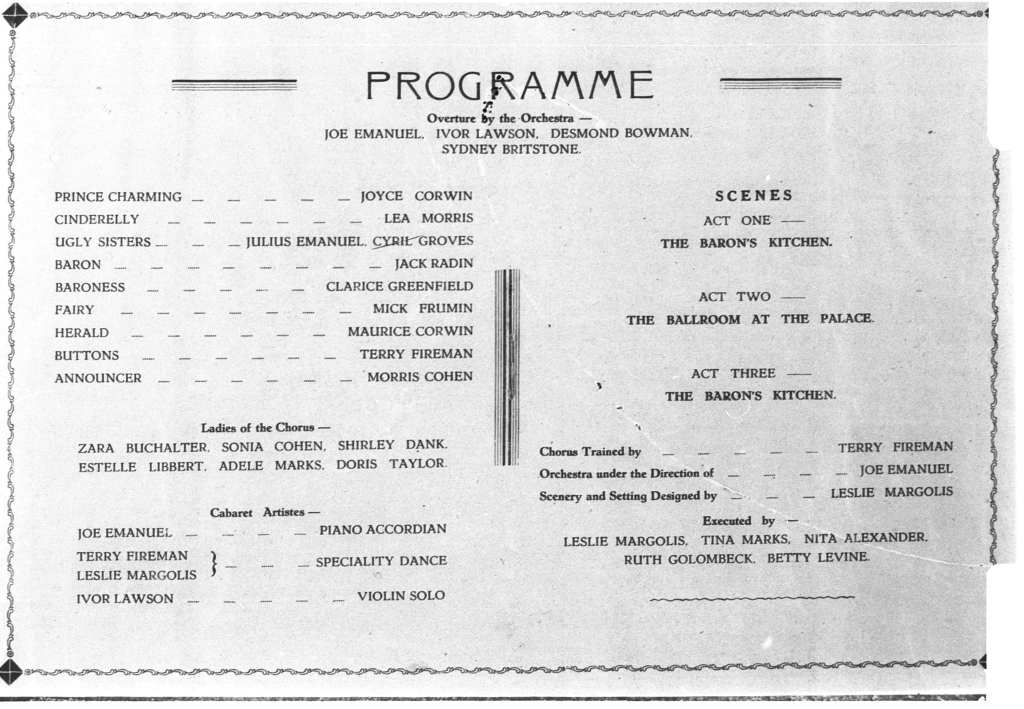 PROGRAMME
Overture by the Orchestra —
JOE EMANUEL, IVOR LAWSON, DESMOND BOWMAN,
SYDNEY BRITSTONE.
PRINCE CHARMING — — — — — JOYCE CORWIN
CINDERELLY — — — — — — LEA MORRIS
UGLY SISTERS — — — JULIUS EMANUEL, CYRIL GROVES
BARON — — — — — — — — JACK RADIN
BARONESS — — — — — CLARICE GREENFIELD
FAIRY — — — — — — — MICK FRUMIN
HERALD — — — — — — MAURICE CORWIN
BUTTONS — — — — — — TERRY FIREMAN
ANNOUNCER — — — — — — MORRIS COHEN
Ladies of the Chorus —
ZARA BUCHALTER, SONIA COHEN, SHIRLEY DANK,
ESTELLE LIBBERT, ADELE MARKS, DORIS TAYLOR.
Cabaret Artistes —
JOE EMANUEL — — — — PIANO ACCORDIAN
TERRY FIREMAN
LESLIE MARGOLIS } — — — SPECIALITY DANCE
IVOR LAWSON — — — — — VIOLIN SOLO
SCENES
ACT ONE —
THE BARON'S KITCHEN.
ACT TWO —
THE BALLROOM AT THE PALACE.
ACT THREE —
THE BARON'S KITCHEN.
Chorus Trained by — — — — — TERRY FIREMAN
Orchestra under the Direction of — — — — JOE EMANUEL
Scenery and Setting Designed by — — — LESLIE MARGOLIS
Executed by —
LESLIE MARGOLIS, TINA MARKS, NITA ALEXANDER,
RUTH GOLOMBECK, BETTY LEVINE.